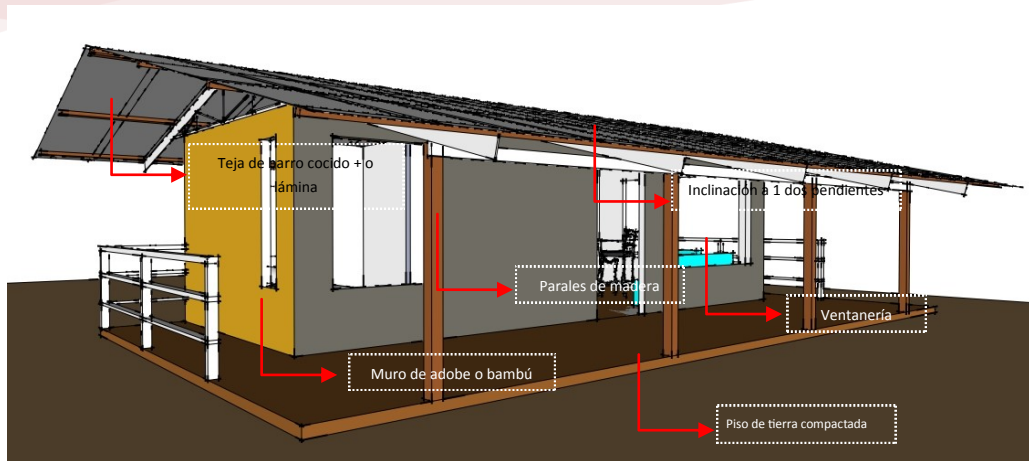 Teja de barro cocido + o
lámina
Inclinación a 1 dos pendientes
Parales de madera
Ventanería
Muro de adobe o bambú
Piso de tierra compactada